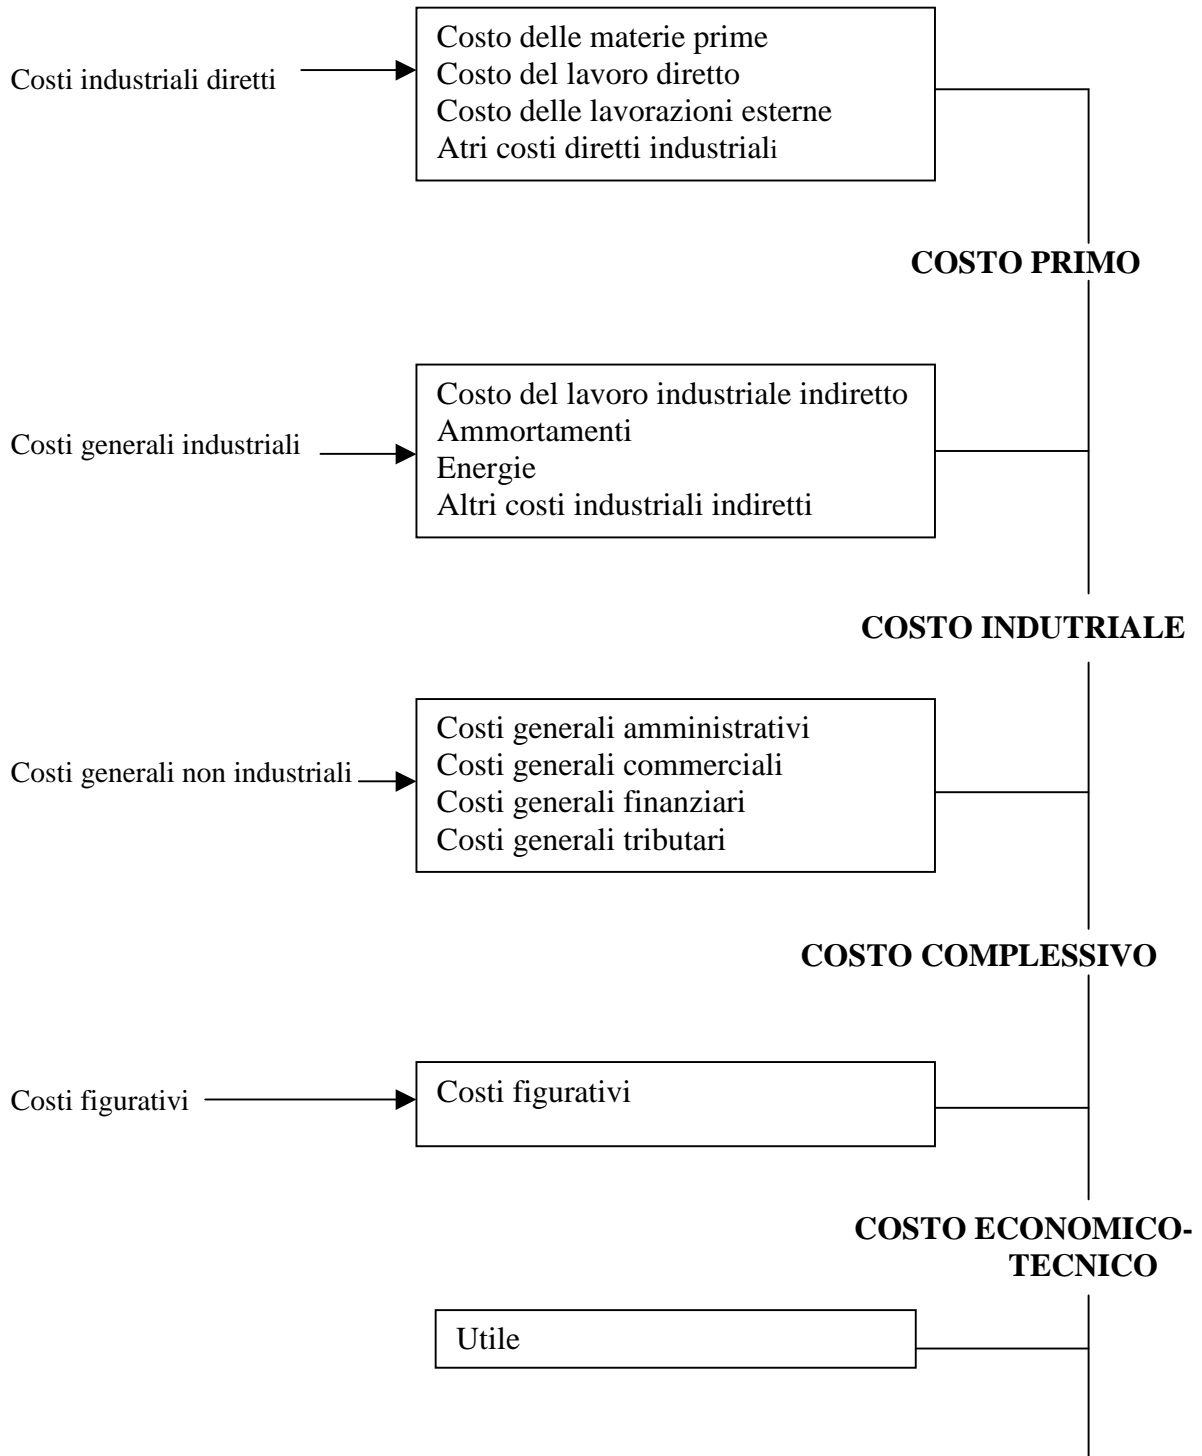 Costi industriali diretti
Costo delle materie prime
Costo del lavoro diretto
Costo delle lavorazioni esterne
Atri costi diretti industriali
COSTO PRIMO
Costi generali industriali
Costo del lavoro industriale indiretto
Ammortamenti
Energie
Altri costi industriali indiretti
COSTO INDUTRIALE
Costi generali non industriali
Costi generali amministrativi
Costi generali commerciali
Costi generali finanziari
Costi generali tributari
COSTO COMPLESSIVO
Costi figurativi
Costi figurativi
COSTO ECONOMICO-
TECNICO
Utile